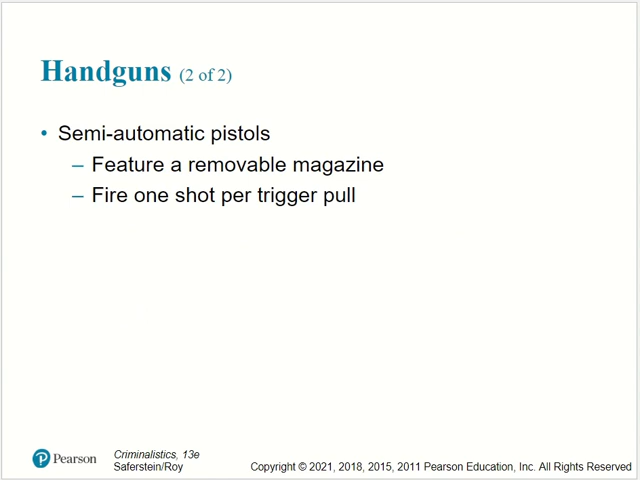 Handguns (2 of 2)
• Semi-automatic pistols
– Feature a removable magazine
– Fire one shot per trigger pull
Pearson
Criminalistics, 13e
Saferstein/Roy
Copyright © 2021, 2018, 2015, 2011 Pearson Education, Inc. All Rights Reserved